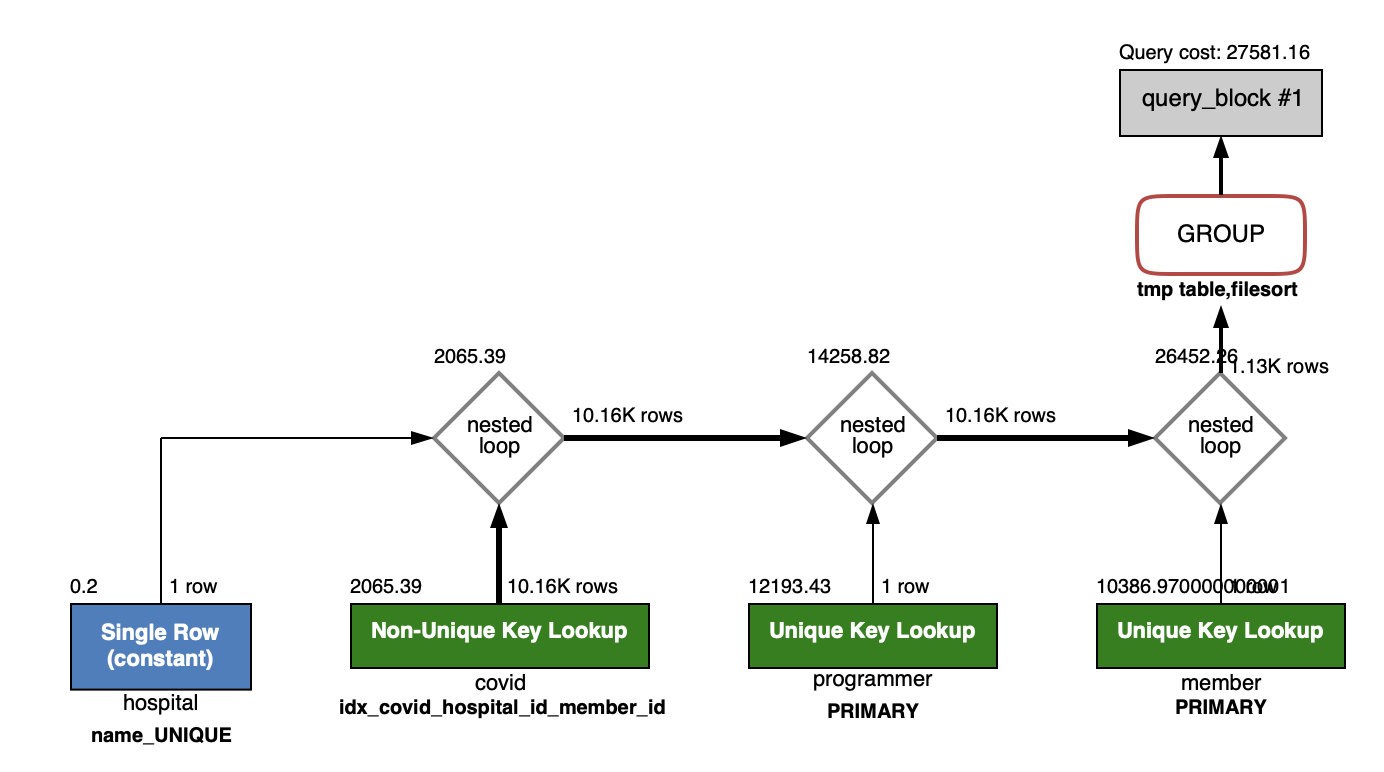 Query cost: 27581.16
query_block #1
GROUP
tmp table,filesort
2065.39
14258.82
26452.26
1.13K rows
nested
loop
10.16K rows
nested
loop
10.16K rows
nested
loop
0.2
1 row
2065.39
10.16K rows
12193.43
1 row
10386.970000000001
1 row
Single Row
(constant)
Non-Unique Key Lookup
Unique Key Lookup
Unique Key Lookup
hospital
name_UNIQUE
covid
idx_covid_hospital_id_member_id
programmer
PRIMARY
member
PRIMARY